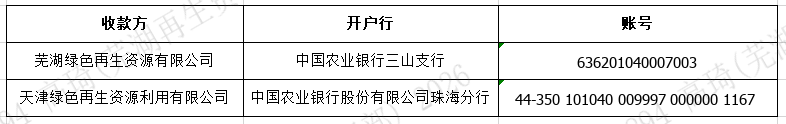 收款方 开户行 账号
芜湖绿色再生资源有限公司 中国农业银行三山支行 636201040007003
天津绿色再生资源利用有限公司 中国农业银行股份有限公司珠海分行 44-350 101040 009997 000000 1167